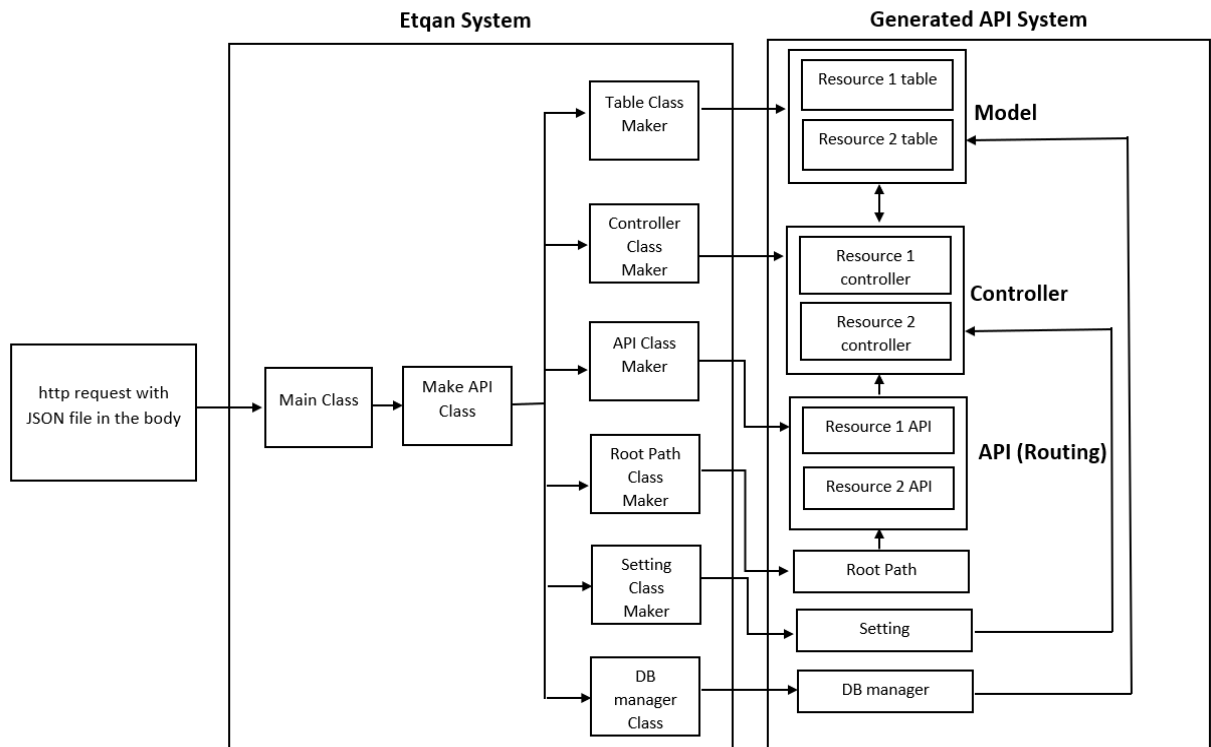 Etqan System
Generated API System
http request with
JSON file in the body
Main Class
Make API
Class
Table Class
Maker
Controller
Class
Maker
API Class
Maker
Root Path
Class
Maker
Setting
Class
Maker
DB
manager
Class
Resource 1 table
Resource 2 table
Model
Resource 1
controller
Resource 2
controller
Controller
Resource 1 API
Resource 2 API
API (Routing)
Root Path
Setting
DB manager